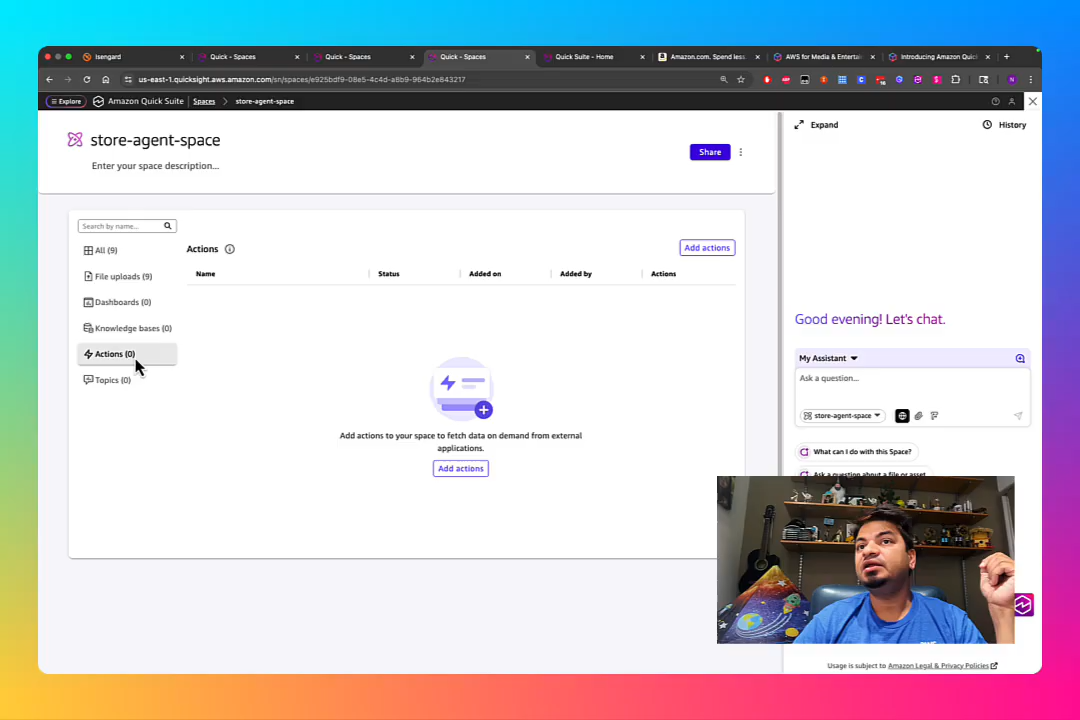 Isengard
Quick - Spaces
Quick - Spaces
Quick - Spaces
Quick Suite - Home
Amazon.com. Spend less
AWS for Media & Entertai
Introducing Amazon Quick
us-east-1.quicksight.aws.amazon.com/sn/spaces/e925bdf9-08e5-4c4d-a8b9-964b2e843217
Explore
Amazon Quick Suite
Spaces
store-agent-space
store-agent-space
Enter your space description...
Share
Expand
History
Search by name...
All (9)
File uploads (9)
Dashboards (0)
Knowledge bases (0)
Actions (0)
Topics (0)
Actions
Add actions
Name
Status
Added on
Added by
Actions
Add actions to your space to fetch data on demand from external
applications.
Add actions
Good evening! Let's chat.
My Assistant
Ask a question...
store-agent-space
What can I do with this Space?
Ask a question about a file or asset
Usage is subject to Amazon Legal & Privacy Policies